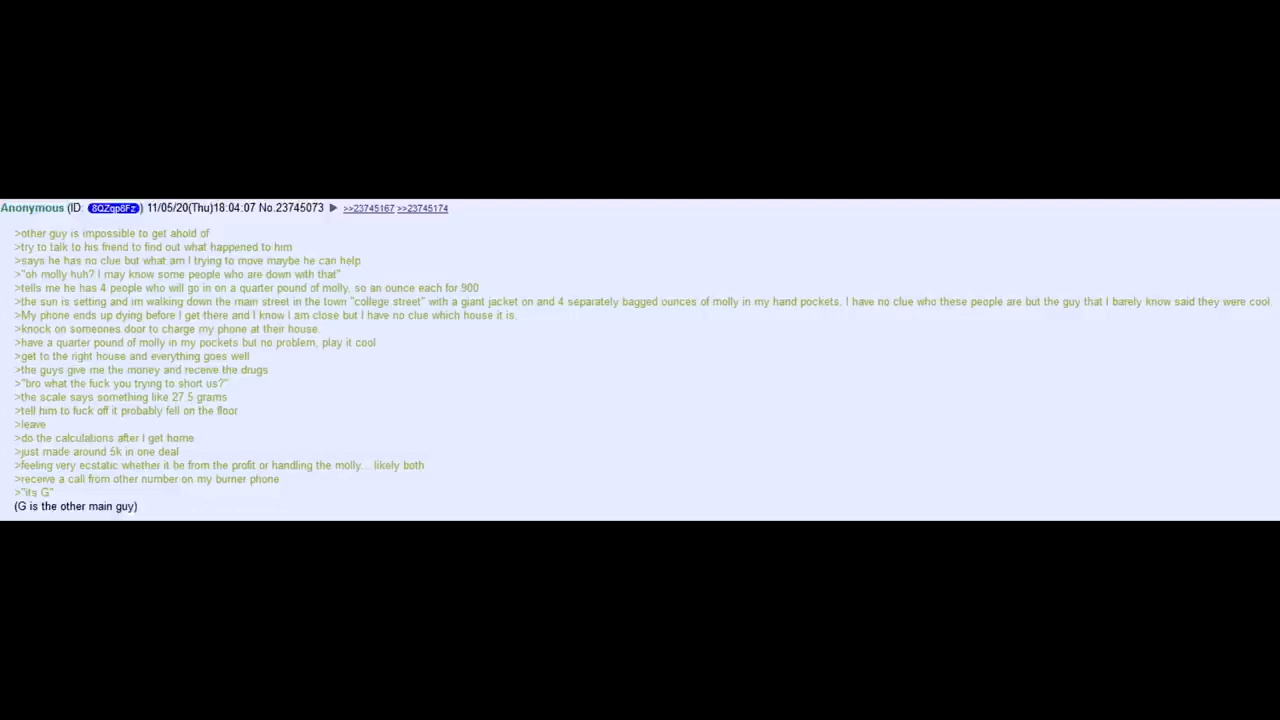 Anonymous (ID: 8QZqp8Fz) 11/05/20(Thu)18:04:07 No.23745073 ▶ >>23745167 >>23745174
>other guy is impossible to get ahold of
>try to talk to his friend to find out what happened to him
>says he has no clue but what am I trying to move maybe he can help
>"oh molly huh? I may know some people who are down with that"
>tells me he has 4 people who will go in on a quarter pound of molly, so an ounce each for 900
>the sun is setting and im walking down the main street in the town "college street" with a giant jacket on and 4 separately bagged ounces of molly in my hand pockets. I have no clue who these people are but the guy that I barely know said they were cool.
>My phone ends up dying before I get there and I know I am close but I have no clue which house it is.
>knock on someones door to charge my phone at their house.
>have a quarter pound of molly in my pockets but no problem, play it cool
>get to the right house and everything goes well
>the guys give me the money and receive the drugs
>"bro what the fuck you trying to short us?"
>the scale says something like 27.5 grams
>tell him to fuck off it probably fell on the floor
>leave
>do the calculations after I get home
>just made around 5k in one deal
>feeling very ecstatic whether it be from the profit or handling the molly... likely both
>receive a call from other number on my burner phone
>"its G"
(G is the other main guy)